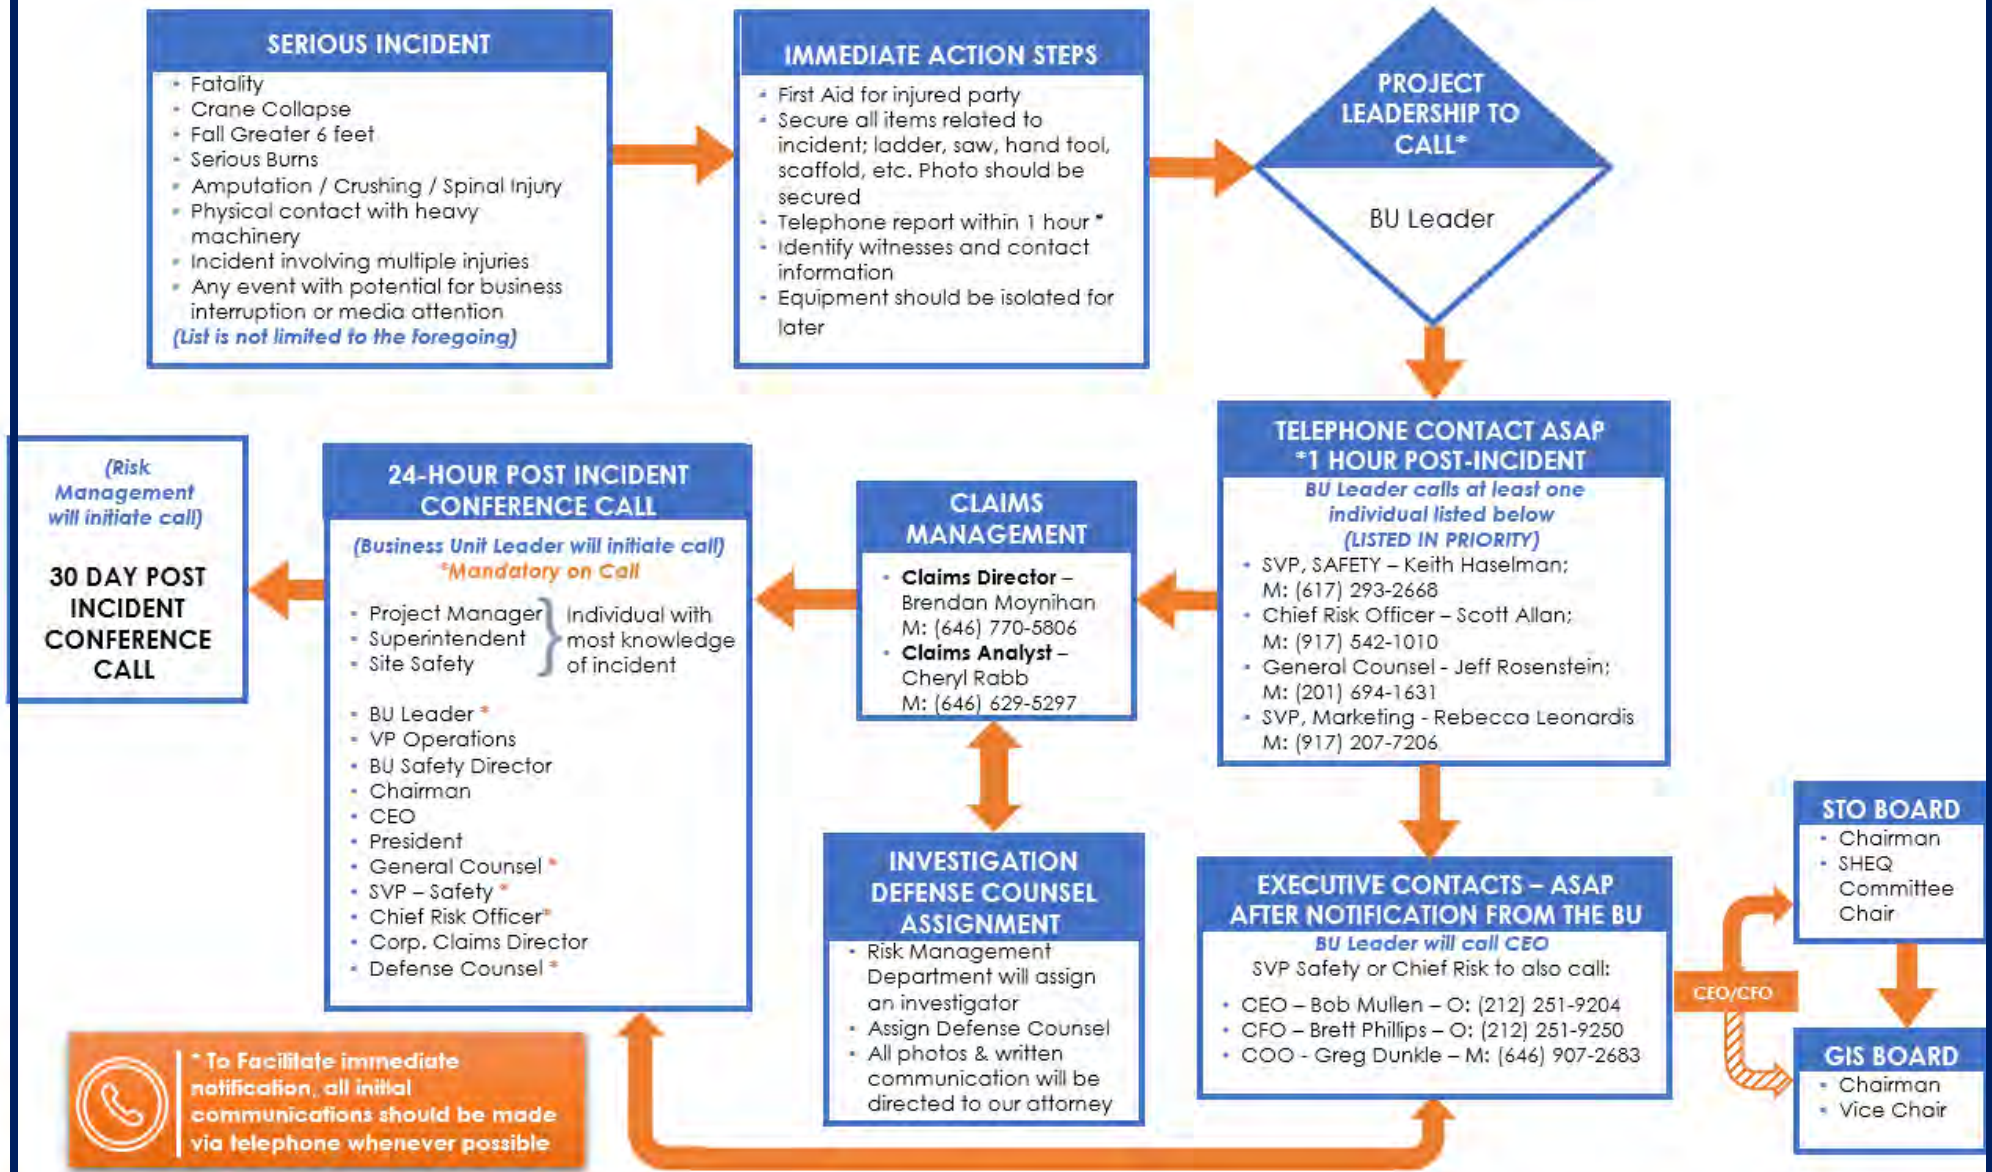 SERIOUS INCIDENT
• Fatality
• Crane Collapse
• Fall Greater 6 feet
• Serious Burns
• Amputation / Crushing / Spinal Injury
• Physical contact with heavy
machinery
• Incident involving multiple injuries
• Any event with potential for business
interruption or media attention
(List is not limited to the foregoing)
IMMEDIATE ACTION STEPS
• First Aid for injured party
• Secure all items related to
incident; ladder, saw, hand tool,
scaffold, etc. Photo should be
secured
• Telephone report within 1 hour *
• Identify witnesses and contact
information
• Equipment should be isolated for
later
PROJECT
LEADERSHIP TO
CALL*
BU Leader
TELEPHONE CONTACT ASAP
*1 HOUR POST-INCIDENT
BU Leader calls at least one
individual listed below
(LISTED IN PRIORITY)
• SVP, SAFETY – Keith Haselman;
M: (617) 293-2668
• Chief Risk Officer – Scott Allan;
M: (917) 542-1010
• General Counsel - Jeff Rosenstein;
M: (201) 694-1631
• SVP, Marketing - Rebecca Leonardis
M: (917) 207-7206
CLAIMS
MANAGEMENT
• Claims Director –
Brendan Moynihan
M: (646) 770-5806
• Claims Analyst –
Cheryl Rabb
M: (646) 629-5297
24-HOUR POST INCIDENT
CONFERENCE CALL
(Business Unit Leader will initiate call)
*Mandatory on Call
• Project Manager
• Superintendent
• Site Safety
Individual with
most knowledge
of incident
• BU Leader *
• VP Operations
• BU Safety Director
• Chairman
• CEO
• President
• General Counsel *
• SVP – Safety *
• Chief Risk Officer*
• Corp. Claims Director
• Defense Counsel *
(Risk
Management
will initiate call)
30 DAY POST
INCIDENT
CONFERENCE
CALL
INVESTIGATION
DEFENSE COUNSEL
ASSIGNMENT
• Risk Management
Department will assign
an investigator
• Assign Defense Counsel
• All photos & written
communication will be
directed to our attorney
EXECUTIVE CONTACTS – ASAP
AFTER NOTIFICATION FROM THE BU
BU Leader will call CEO
SVP Safety or Chief Risk to also call:
• CEO – Bob Mullen – O: (212) 251-9204
• CFO – Brett Phillips – O: (212) 251-9250
• COO - Greg Dunkle – M: (646) 907-2683
CEO/CFO
STO BOARD
• Chairman
• SHEQ
Committee
Chair
GIS BOARD
• Chairman
• Vice Chair
* To Facilitate immediate
notification, all initial
communications should be made
via telephone whenever possible